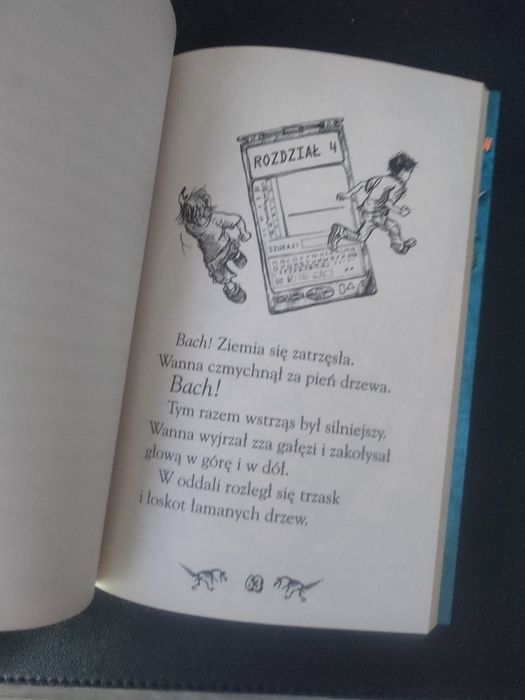 ROZDZIAŁ 4
SZUKAJ:
Bach! Ziemia się zatrzęsła.
Wanna czmychnął za pień drzewa.
Bach!
Tym razem wstrząs był silniejszy.
Wanna wyjrzał zza gałęzi i zakołysał
głową w górę i w dół.
W oddali rozległ się trzask
i łoskot łamanych drzew.
63